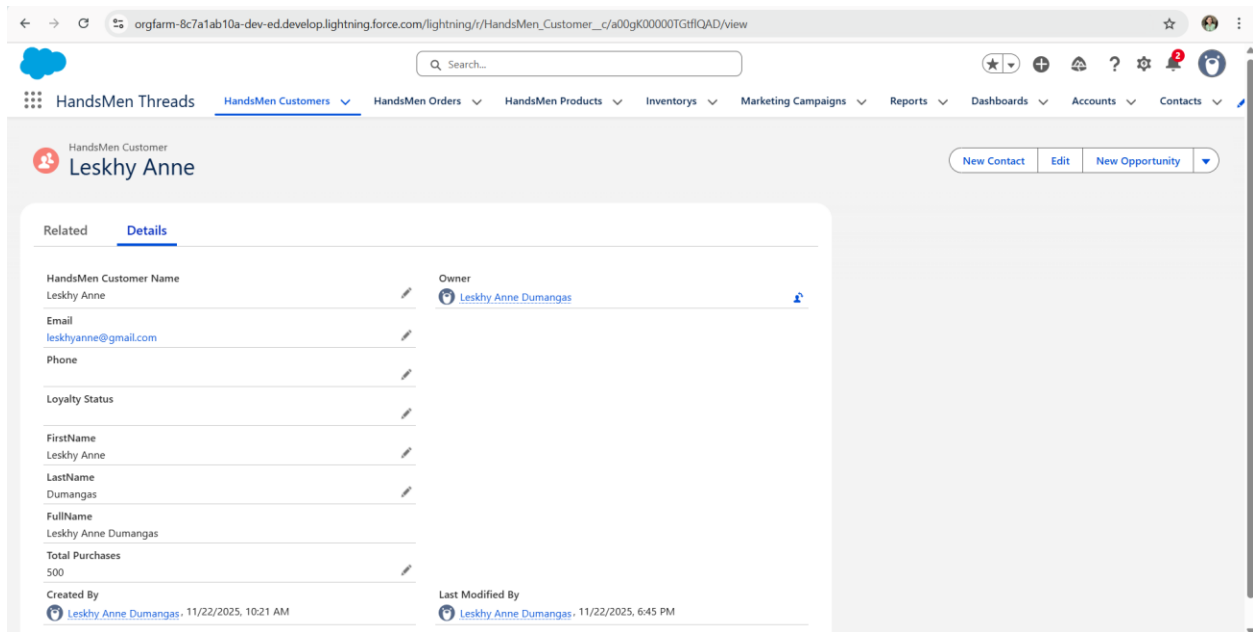 orgfarm-8c7a1ab10a-dev-ed.develop.lightning.force.com/lightning/r/HandsMen_Customer__c/a00gK00000TGtflQAD/view
Search...
2
HandsMen Threads HandsMen Customers HandsMen Orders HandsMen Products Inventorys Marketing Campaigns Reports Dashboards Accounts Contacts
HandsMen Customer
Leskhy Anne
New Contact Edit New Opportunity
Related Details
HandsMen Customer Name
Leskhy Anne
Owner
Leskhy Anne Dumangas
Email
leskhyanne@gmail.com
Phone
Loyalty Status
FirstName
Leskhy Anne
LastName
Dumangas
FullName
Leskhy Anne Dumangas
Total Purchases
500
Created By
Leskhy Anne Dumangas, 11/22/2025, 10:21 AM
Last Modified By
Leskhy Anne Dumangas, 11/22/2025, 6:45 PM